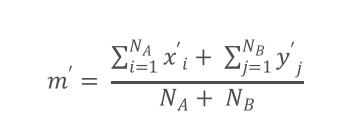 m′ = (∑_{i=1}^{N_A} x′_i + ∑_{j=1}^{N_B} y′_j) / (N_A + N_B)